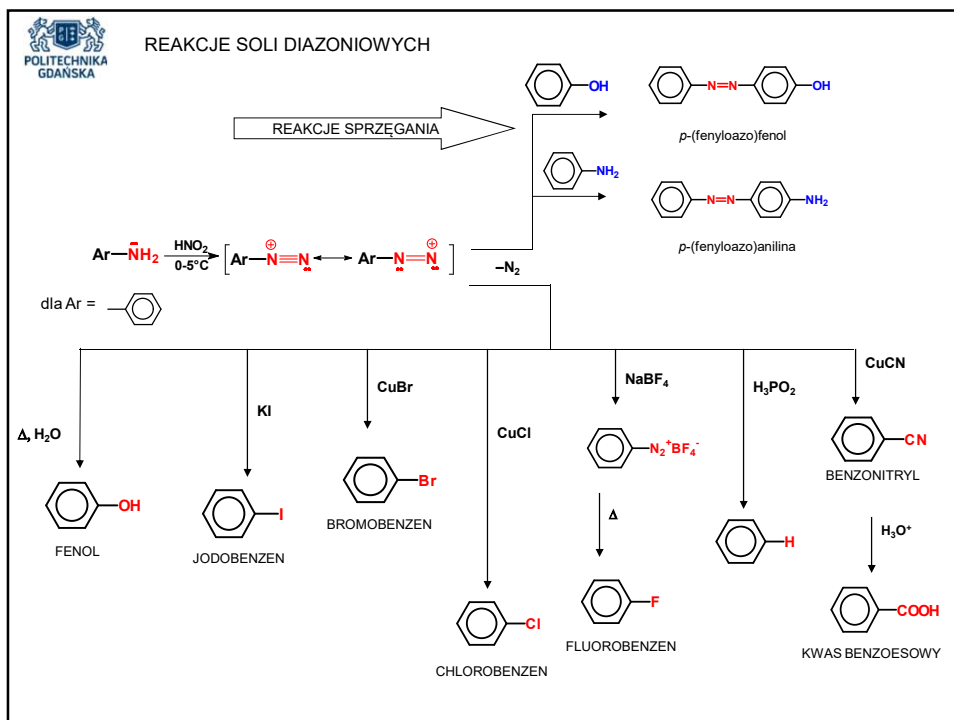 POLITECHNIKA
GDAŃSKA
REAKCJE SOLI DIAZONIOWYCH
REAKCJE SPRZĘGANIA
OH
N=N
OH
p-(fenyloazo)fenol
NH₂
N=N
NH₂
p-(fenyloazo)anilina
Ar–NH₂
HNO₂
0-5°C
Ar–N≡N
⊕
Ar–N=N
⊕
–N₂
dla Ar =
Δ, H₂O
OH
FENOL
KI
I
JODOBENZEN
CuBr
Br
BROMOBENZEN
CuCl
Cl
CHLOROBENZEN
NaBF₄
N₂⁺BF₄⁻
Δ
F
FLUOROBENZEN
H₃PO₂
H
CuCN
CN
BENZONITRYL
H₃O⁺
COOH
KWAS BENZOESOWY